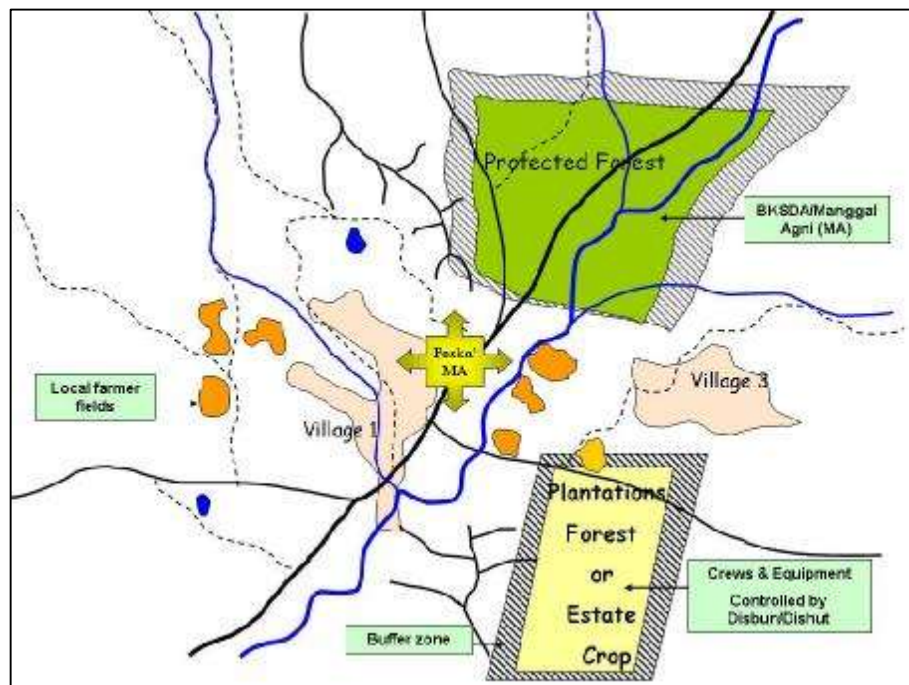 Profected Forest
BKSDA/Manggal
Agni (MA)
Posko/
MA
Village 3
Local farmer
fields
Village 1
Plantations
Forest
or
Estate
Crop
Crews & Equipment
Controlled by
Disbun/Dishut
Buffer zone